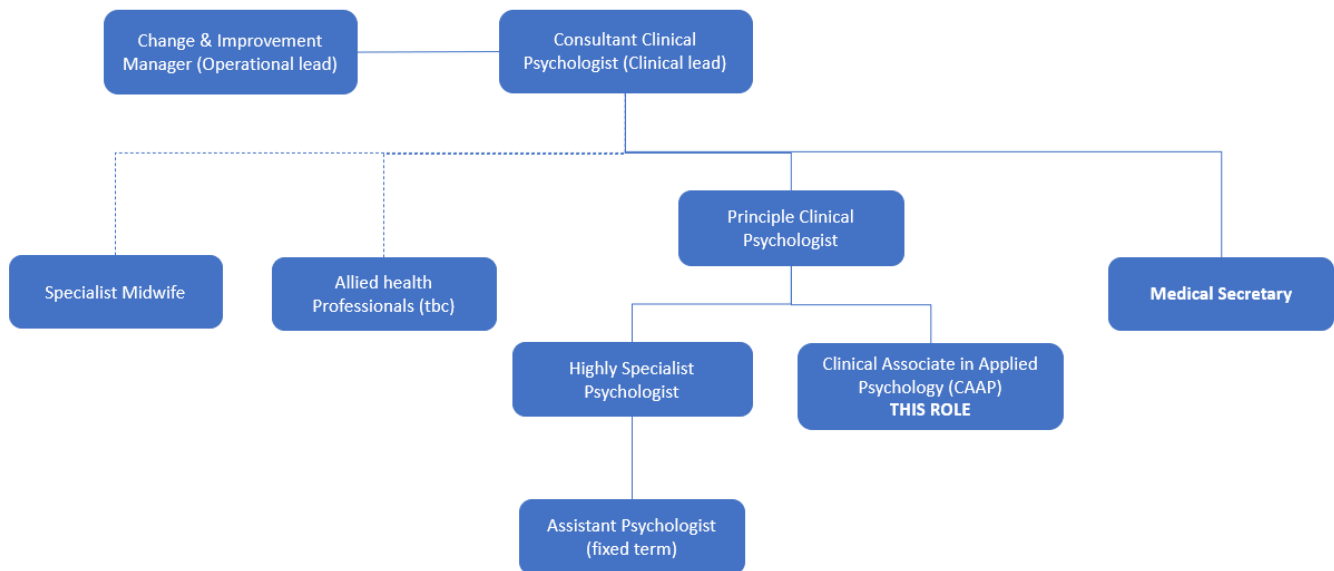 Change & Improvement
Manager (Operational lead)
Consultant Clinical
Psychologist (Clinical lead)
Principle Clinical
Psychologist
Specialist Midwife
Allied health
Professionals (tbc)
Medical Secretary
Highly Specialist
Psychologist
Clinical Associate in Applied
Psychology (CAAP)
THIS ROLE
Assistant Psychologist
(fixed term)